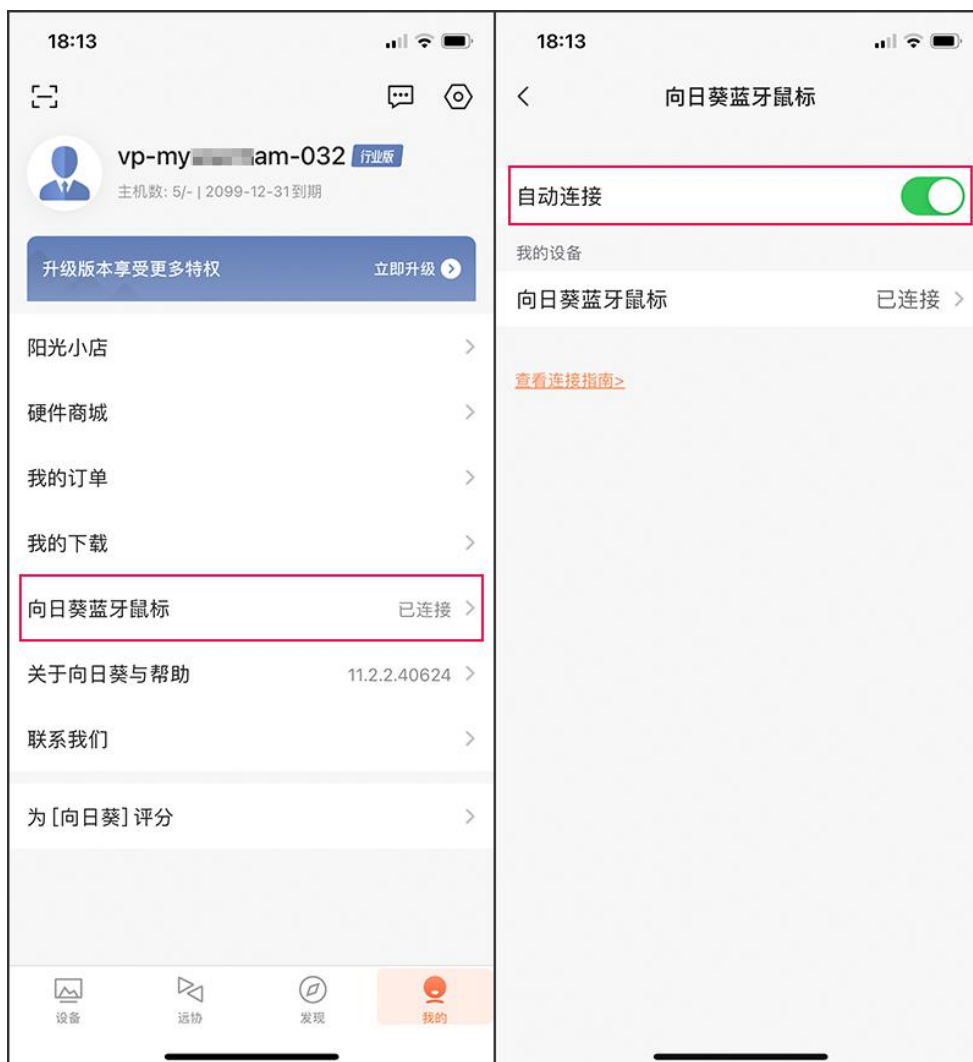 18:13
vp-my am-032 行业版
主机数: 5/- | 2099-12-31到期
升级版本享受更多特权 立即升级
阳光小店
硬件商城
我的订单
我的下载
向日葵蓝牙鼠标 已连接
关于向日葵与帮助 11.2.2.40624
联系我们
为 [向日葵] 评分
设备 远协 发现 我的
18:13
向日葵蓝牙鼠标
自动连接
我的设备
向日葵蓝牙鼠标 已连接
查看连接指南>